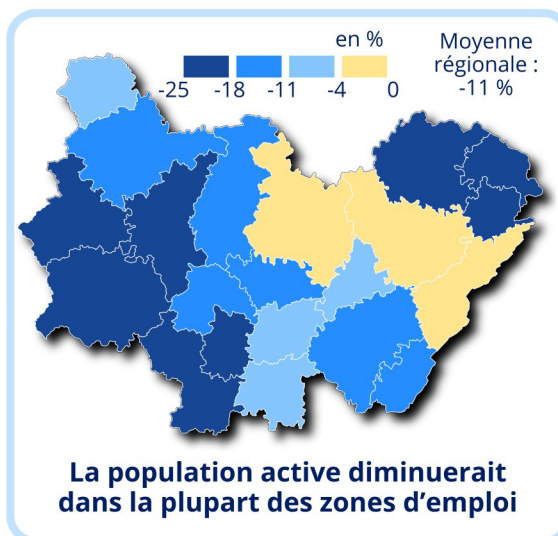 en %
-25 -18 -11 -4 0
Moyenne
régionale :
-11 %
La population active diminuerait
dans la plupart des zones d’emploi